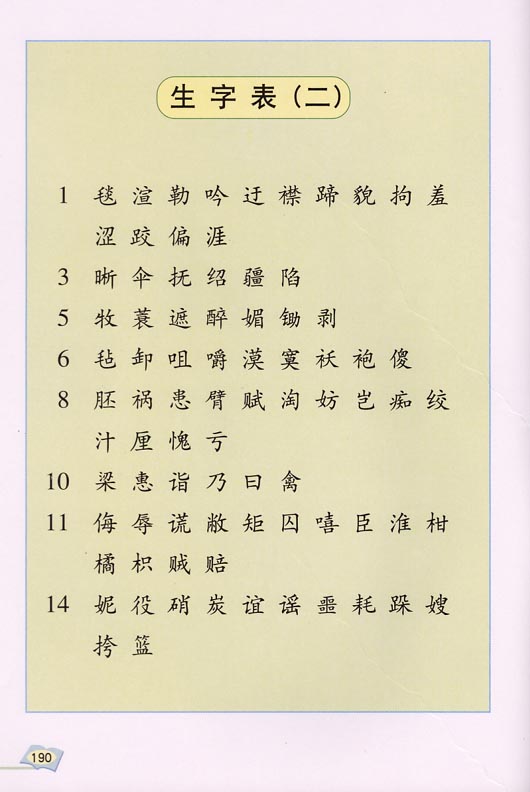 生字表(二)
1 毯 渲 勒 吟 迂 襟 蹄 貌 拘 羞
涩 跤 偏 涯
3 晰 伞 抚 绍 疆 陷
5 牧 蓑 遮 醉 媚 锄 剥
6 毡 卸 咀 嚼 漠 寞 袄 袍 傻
8 胚 祸 患 臂 赋 淘 妨 岂 痴 绞
汁 厘 愧 亏
10 梁 惠 诣 乃 曰 禽
11 侮 辱 谎 敝 矩 囚 嘻 臣 淮 柑
橘 枳 贼 赔
14 妮 役 硝 炭 谊 谣 噩 耗 跺 嫂
挎 篮
190